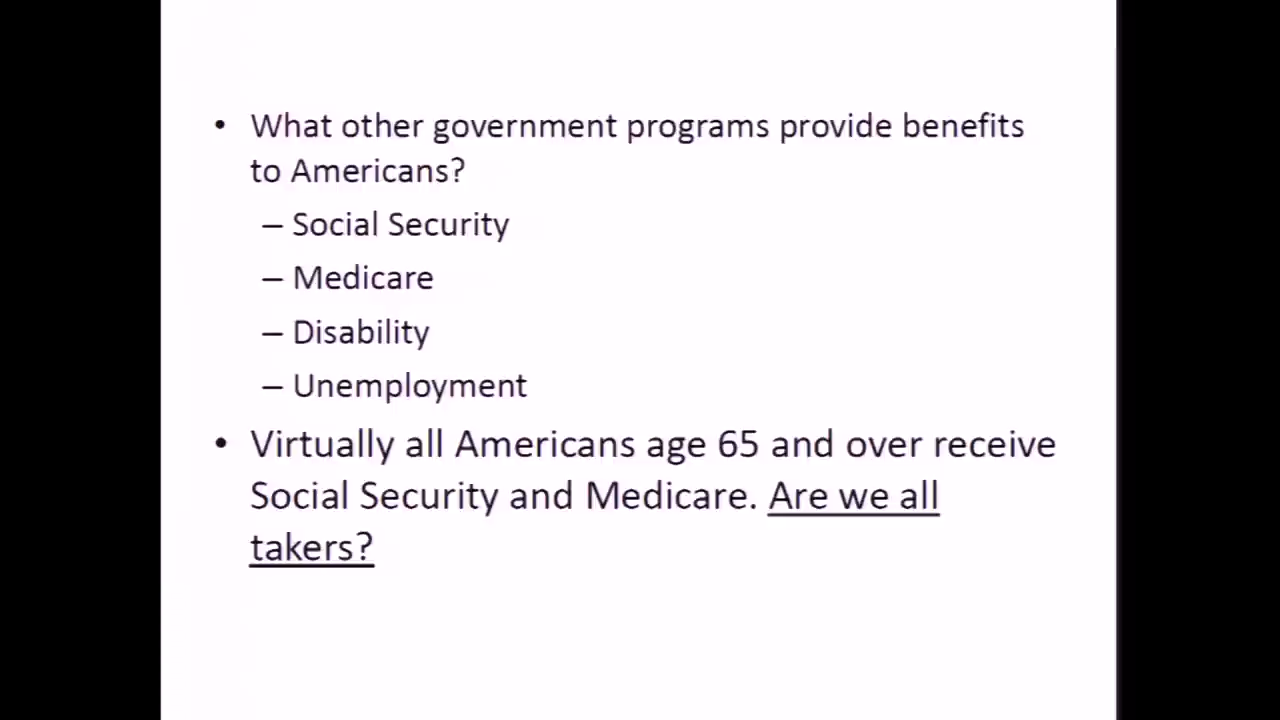 • What other government programs provide benefits
to Americans?
– Social Security
– Medicare
– Disability
– Unemployment
• Virtually all Americans age 65 and over receive
Social Security and Medicare. Are we all
takers?